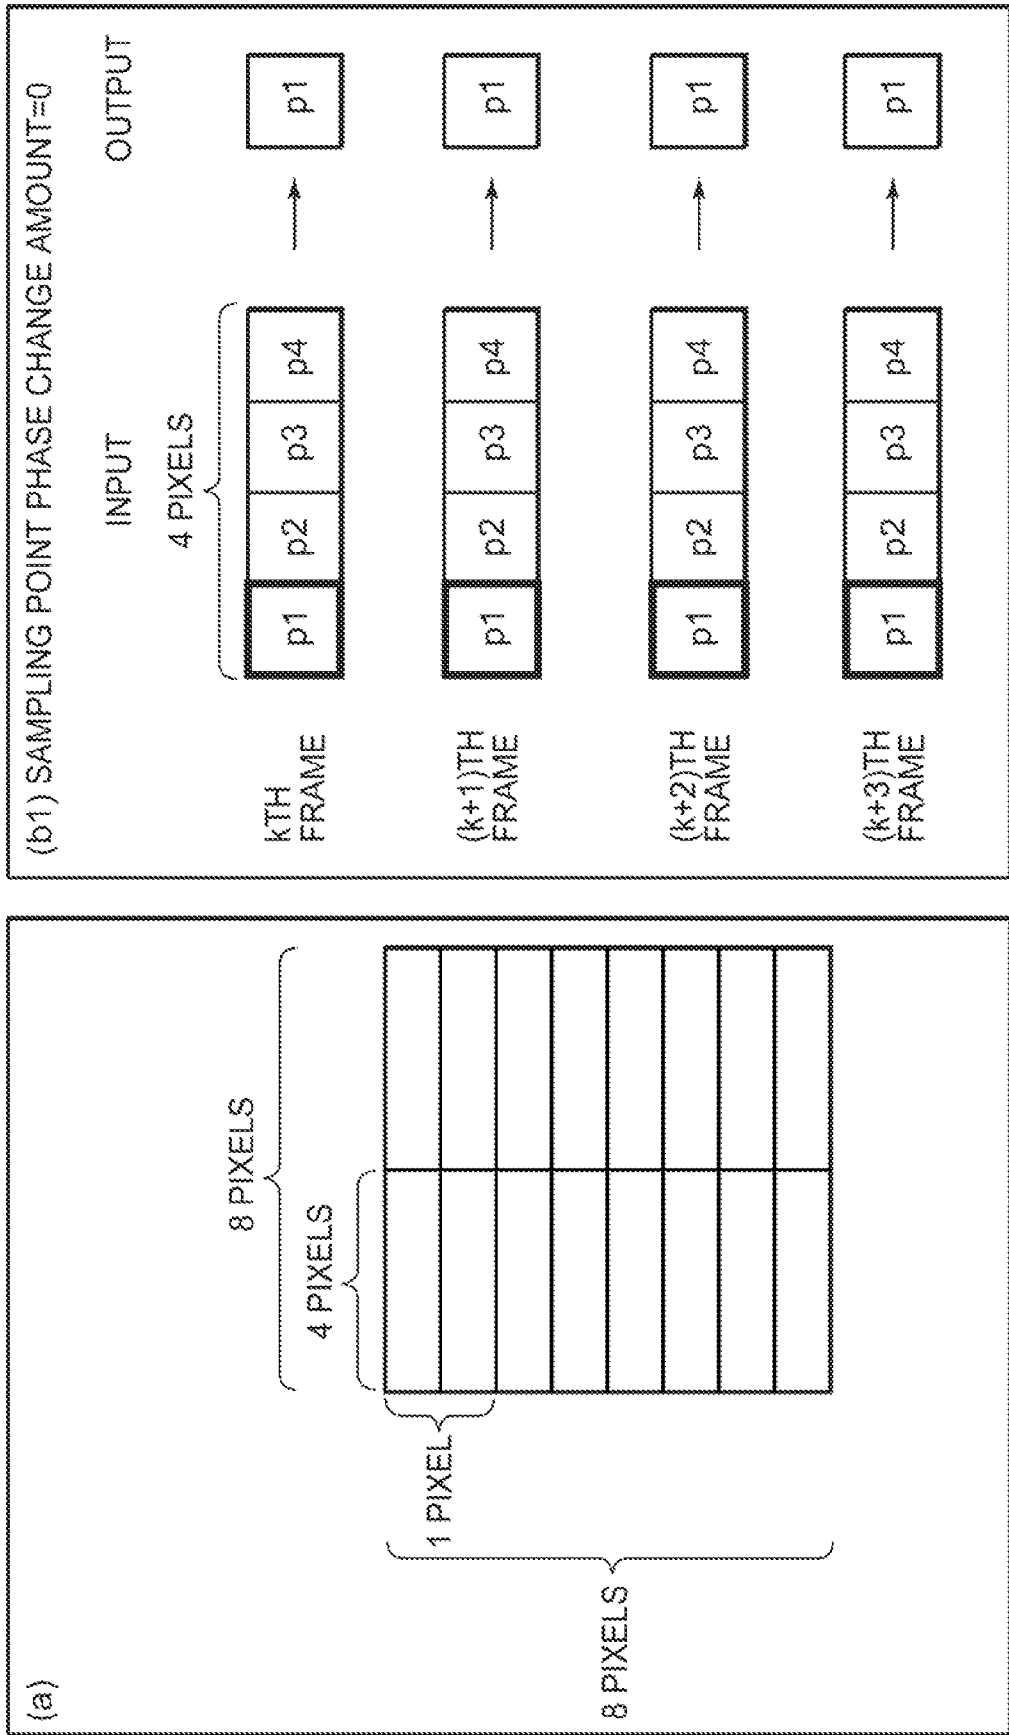 (a)
8 PIXELS
4 PIXELS
1 PIXEL
8 PIXELS
(b1) SAMPLING POINT PHASE CHANGE AMOUNT=0
INPUT
OUTPUT
4 PIXELS
kTH
FRAME
p1 p2 p3 p4
p1
(k+1)TH
FRAME
p1 p2 p3 p4
p1
(k+2)TH
FRAME
p1 p2 p3 p4
p1
(k+3)TH
FRAME
p1 p2 p3 p4
p1